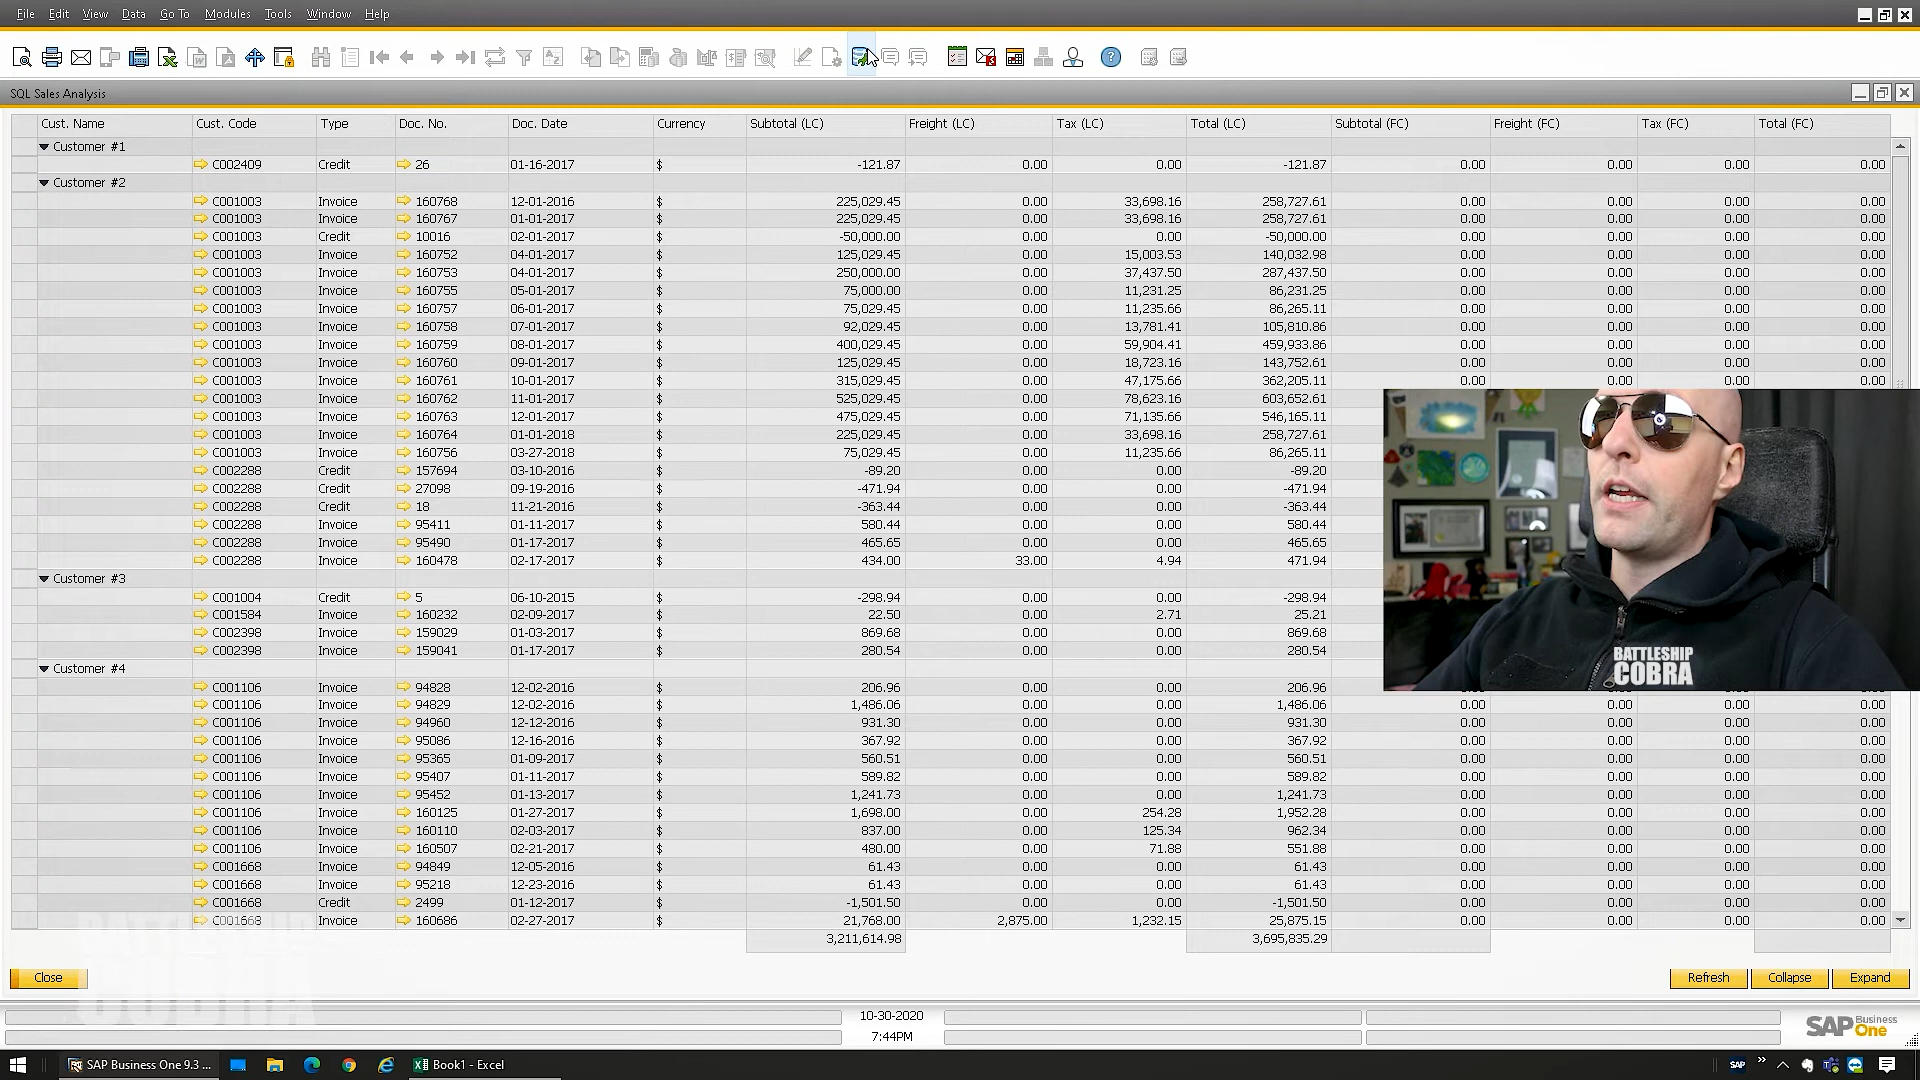 File Edit View Data Go To Modules Tools Window Help
SQL Sales Analysis
Cust. Name Cust. Code Type Doc. No. Doc. Date Currency Subtotal (LC) Freight (LC) Tax (LC) Total (LC) Subtotal (FC) Freight (FC) Tax (FC) Total (FC)
Customer #1
C002409 Credit 26 01-16-2017 $ -121.87 0.00 0.00 -121.87 0.00 0.00 0.00 0.00
Customer #2
C001003 Invoice 160768 12-01-2016 $ 225,029.45 0.00 33,698.16 258,727.61 0.00 0.00 0.00 0.00
C001003 Invoice 160767 01-01-2017 $ 225,029.45 0.00 33,698.16 258,727.61 0.00 0.00 0.00 0.00
C001003 Credit 10016 02-01-2017 $ -50,000.00 0.00 0.00 -50,000.00 0.00 0.00 0.00 0.00
C001003 Invoice 160752 04-01-2017 $ 125,029.45 0.00 15,003.53 140,032.98 0.00 0.00 0.00 0.00
C001003 Invoice 160753 04-01-2017 $ 250,000.00 0.00 37,437.50 287,437.50 0.00 0.00 0.00 0.00
C001003 Invoice 160755 05-01-2017 $ 75,000.00 0.00 11,231.25 86,231.25 0.00 0.00 0.00 0.00
C001003 Invoice 160757 06-01-2017 $ 75,029.45 0.00 11,235.66 86,265.11 0.00 0.00 0.00 0.00
C001003 Invoice 160758 07-01-2017 $ 92,029.45 0.00 13,781.41 105,810.86 0.00 0.00 0.00 0.00
C001003 Invoice 160759 08-01-2017 $ 400,029.45 0.00 59,904.41 459,933.86 0.00 0.00 0.00 0.00
C001003 Invoice 160760 09-01-2017 $ 125,029.45 0.00 18,723.16 143,752.61 0.00 0.00 0.00 0.00
C001003 Invoice 160761 10-01-2017 $ 315,029.45 0.00 47,175.66 362,205.11 0.00 0.00 0.00 0.00
C001003 Invoice 160762 11-01-2017 $ 525,029.45 0.00 78,623.16 603,652.61
C001003 Invoice 160763 12-01-2017 $ 475,029.45 0.00 71,135.66 546,165.11
C001003 Invoice 160764 01-01-2018 $ 225,029.45 0.00 33,698.16 258,727.61
C001003 Invoice 160756 03-27-2018 $ 75,029.45 0.00 11,235.66 86,265.11
C002288 Credit 157694 03-10-2016 $ -89.20 0.00 0.00 -89.20
C002288 Credit 27098 09-19-2016 $ -471.94 0.00 0.00 -471.94
C002288 Credit 18 11-21-2016 $ -363.44 0.00 0.00 -363.44
C002288 Invoice 95411 01-11-2017 $ 580.44 0.00 0.00 580.44
C002288 Invoice 95490 01-17-2017 $ 465.65 0.00 0.00 465.65
C002288 Invoice 160478 02-17-2017 $ 434.00 33.00 4.94 471.94
Customer #3
C001004 Credit 5 06-10-2015 $ -298.94 0.00 0.00 -298.94
C001584 Invoice 160232 02-09-2017 $ 22.50 0.00 2.71 25.21
C002398 Invoice 159029 01-03-2017 $ 869.68 0.00 0.00 869.68
C002398 Invoice 159041 01-17-2017 $ 280.54 0.00 0.00 280.54
BATTLESHIP
COBRA
Customer #4
C001106 Invoice 94828 12-02-2016 $ 206.96 0.00 0.00 206.96 0.00 0.00 0.00 0.00
C001106 Invoice 94829 12-02-2016 $ 1,486.06 0.00 0.00 1,486.06 0.00 0.00 0.00 0.00
C001106 Invoice 94960 12-12-2016 $ 931.30 0.00 0.00 931.30 0.00 0.00 0.00 0.00
C001106 Invoice 95086 12-16-2016 $ 367.92 0.00 0.00 367.92 0.00 0.00 0.00 0.00
C001106 Invoice 95365 01-09-2017 $ 560.51 0.00 0.00 560.51 0.00 0.00 0.00 0.00
C001106 Invoice 95407 01-11-2017 $ 589.82 0.00 0.00 589.82 0.00 0.00 0.00 0.00
C001106 Invoice 95452 01-13-2017 $ 1,241.73 0.00 0.00 1,241.73 0.00 0.00 0.00 0.00
C001106 Invoice 160125 01-27-2017 $ 1,698.00 0.00 254.28 1,952.28 0.00 0.00 0.00 0.00
C001106 Invoice 160110 02-03-2017 $ 837.00 0.00 125.34 962.34 0.00 0.00 0.00 0.00
C001106 Invoice 160507 02-21-2017 $ 480.00 0.00 71.88 551.88 0.00 0.00 0.00 0.00
C001668 Invoice 94849 12-05-2016 $ 61.43 0.00 0.00 61.43 0.00 0.00 0.00 0.00
C001668 Invoice 95218 12-23-2016 $ 61.43 0.00 0.00 61.43 0.00 0.00 0.00 0.00
C001668 Credit 2499 01-12-2017 $ -1,501.50 0.00 0.00 -1,501.50 0.00 0.00 0.00 0.00
C001668 Invoice 160686 02-27-2017 $ 21,768.00 2,875.00 1,232.15 25,875.15 0.00 0.00 0.00 0.00
3,211,614.98 3,695,835.29
BATTLESHIP
COBRA
Close Refresh Collapse Expand
10-30-2020
7:44PM
SAP Business One
SAP Business One 9.3 ... Book1 - Excel SAP